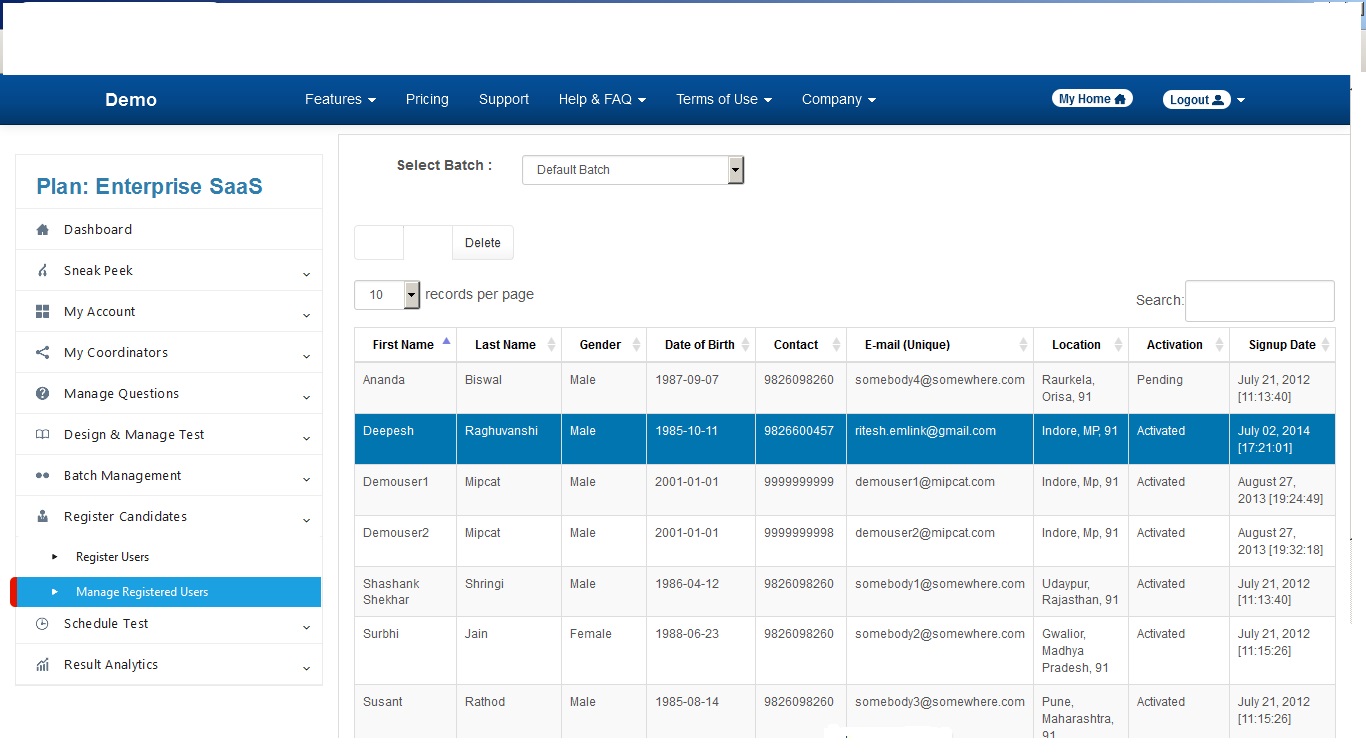 Demo Features Pricing Support Help & FAQ Terms of Use Company My Home Logout
Plan: Enterprise SaaS
Dashboard
Sneak Peek
My Account
My Coordinators
Manage Questions
Design & Manage Test
Batch Management
Register Candidates
Register Users
Manage Registered Users
Schedule Test
Result Analytics
Select Batch : Default Batch
Delete
10 records per page
Search:
First Name Last Name Gender Date of Birth Contact E-mail (Unique) Location Activation Signup Date
Ananda Biswal Male 1987-09-07 9826098260 somebody4@somewhere.com Raurkela, Pending July 21, 2012
Orisa, 91 [11:13:40]
Deepesh Raghuvanshi Male 1985-10-11 9826600457 ritesh.emlink@gmail.com Indore, MP, 91 Activated July 02, 2014
[17:21:01]
Demouser1 Mipcat Male 2001-01-01 9999999999 demouser1@mipcat.com Indore, Mp, 91 Activated August 27,
2013 [19:24:49]
Demouser2 Mipcat Male 2001-01-01 9999999998 demouser2@mipcat.com Indore, Mp, 91 Activated August 27,
2013 [19:32:18]
Shashank Shringi Male 1986-04-12 9826098260 somebody1@somewhere.com Udaypur, Activated July 21, 2012
Shekhar Rajasthan, 91 [11:13:40]
Surbhi Jain Female 1988-06-23 9826098260 somebody2@somewhere.com Gwalior, Activated July 21, 2012
Madhya [11:15:26]
Pradesh, 91
Susant Rathod Male 1985-08-14 9826098260 somebody3@somewhere.com Pune, Activated July 21, 2012
Maharashtra, [11:15:26]
91